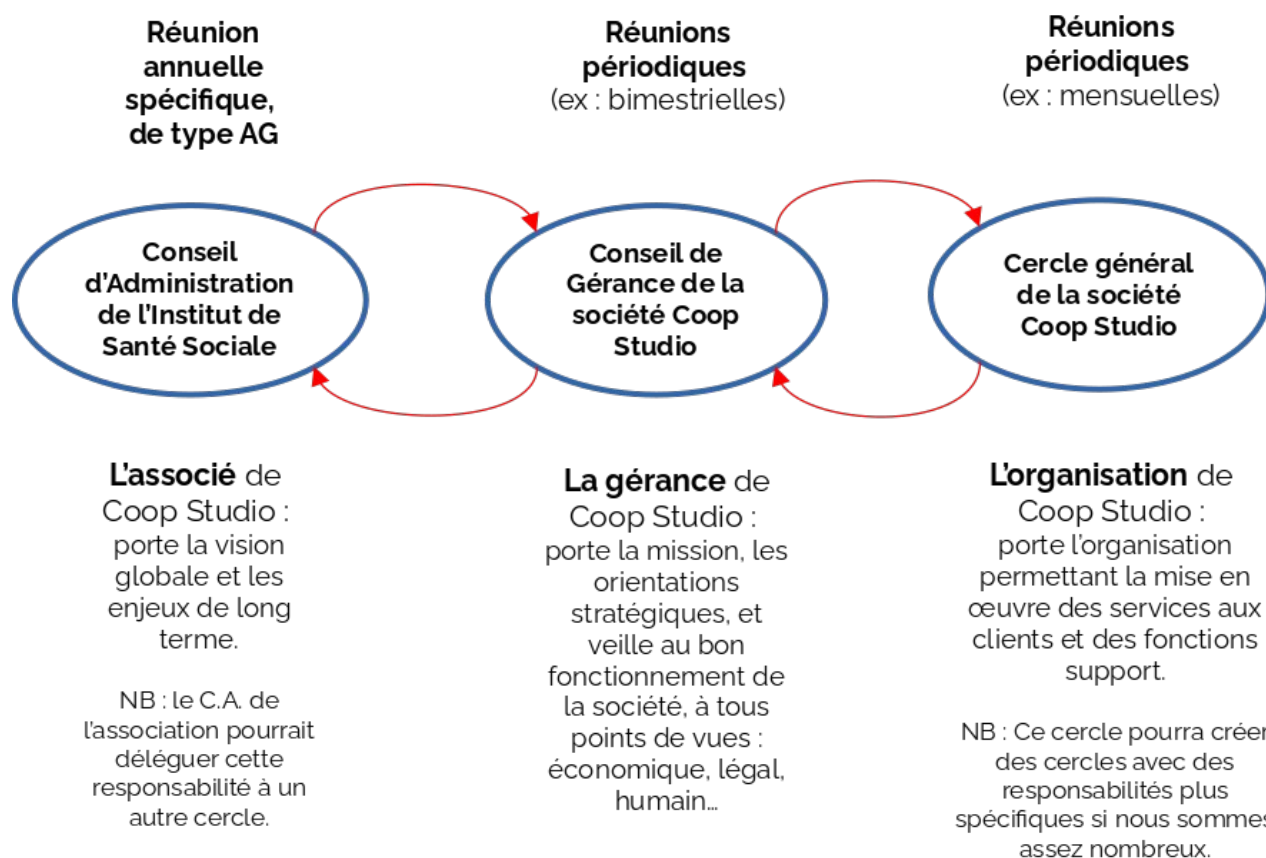 Réunion
annuelle
spécifique,
de type AG
Réunions
périodiques
(ex : bimestrielles)
Réunions
périodiques
(ex : mensuelles)
Conseil
d'Administration
de l'Institut de
Santé Sociale
Conseil de
Gérance de la
société Coop
Studio
Cercle général
de la société
Coop Studio
L'associé de
Coop Studio :
porte la vision
globale et les
enjeux de long
terme.
NB : le C.A. de
l'association pourrait
déléguer cette
responsabilité à un
autre cercle.
La gérance de
Coop Studio :
porte la mission, les
orientations
stratégiques, et
veille au bon
fonctionnement de
la société, à tous
points de vues :
économique, légal,
humain...
L'organisation de
Coop Studio :
porte l'organisation
permettant la mise en
œuvre des services aux
clients et des fonctions
support.
NB : Ce cercle pourra créer
des cercles avec des
responsabilités plus
spécifiques si nous sommes
assez nombreux.